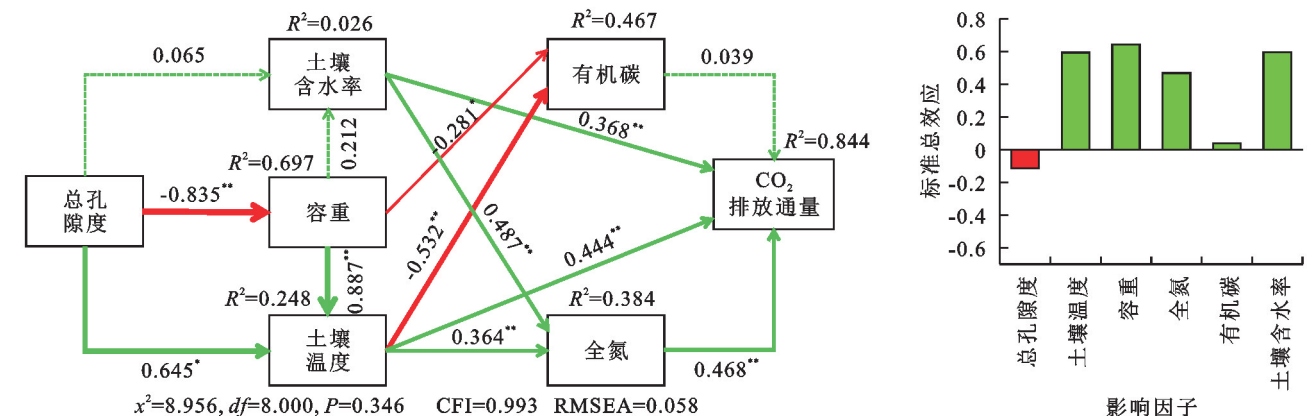 R²=0.026
土壤
含水率
0.065
R²=0.467
有机碳
0.039
-0.281*
0.368**
0.212
R²=0.697
R²=0.844
总孔
隙度
-0.835**
容重
CO₂
排放通量
-0.532**
0.487**
0.444**
0.887**
R²=0.248
R²=0.384
土壤
温度
0.364**
全氮
0.645*
0.468**
x²=8.956, df=8.000, P=0.346 CFI=0.993 RMSEA=0.058
标准总效应
0.8
0.6
0.4
0.2
0
-0.2
-0.4
-0.6
总孔隙度
土壤温度
容重
全氮
有机碳
土壤含水率
影响因子